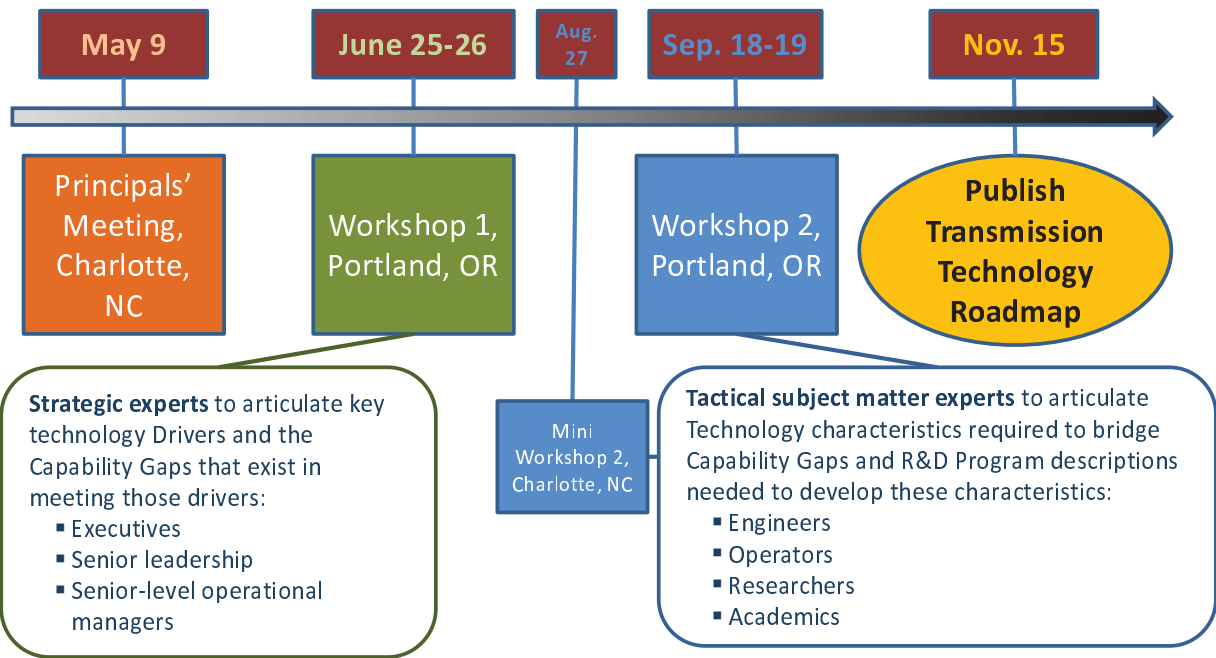 May 9
June 25-26
Aug.
27
Sep. 18-19
Nov. 15
Principals’
Meeting,
Charlotte,
NC
Workshop 1,
Portland, OR
Workshop 2,
Portland, OR
Publish
Transmission
Technology
Roadmap
Strategic experts to articulate key
technology Drivers and the
Capability Gaps that exist in
meeting those drivers:
▪ Executives
▪ Senior leadership
▪ Senior-level operational
managers
Mini
Workshop 2,
Charlotte, NC
Tactical subject matter experts to articulate
Technology characteristics required to bridge
Capability Gaps and R&D Program descriptions
needed to develop these characteristics:
▪ Engineers
▪ Operators
▪ Researchers
▪ Academics